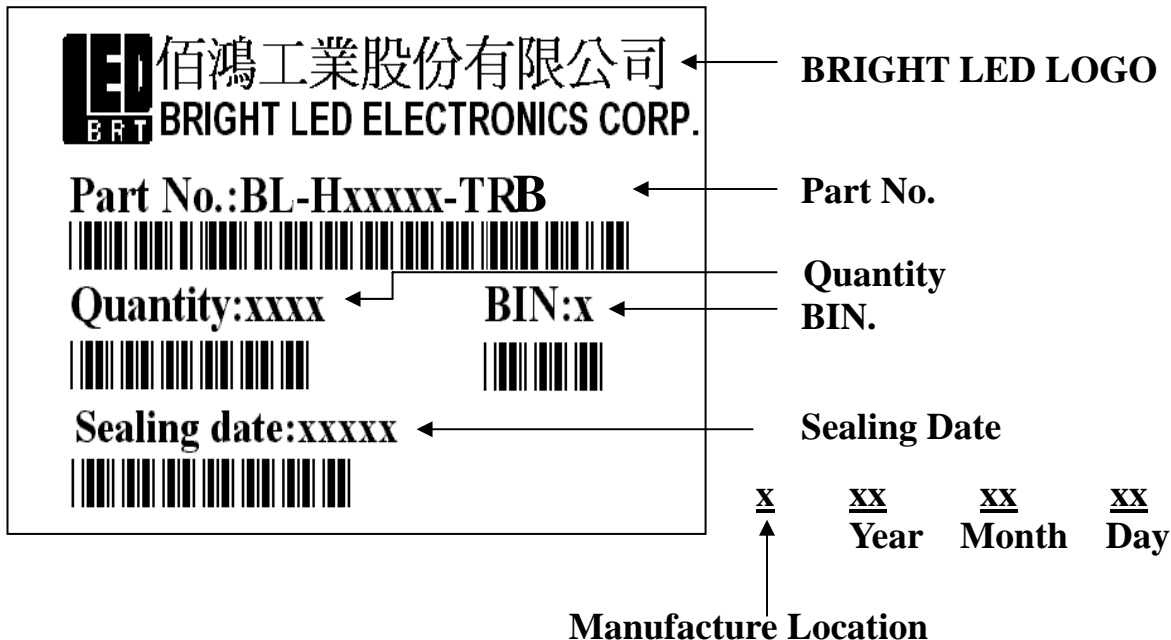 LED 佰鴻工業股份有限公司 BRIGHT LED LOGO
BRT BRIGHT LED ELECTRONICS CORP.
Part No.:BL-Hxxxxx-TRB Part No.
Quantity
Quantity:xxxx BIN:x BIN.
Sealing date:xxxxx Sealing Date
x xx xx xx
Year Month Day
Manufacture Location